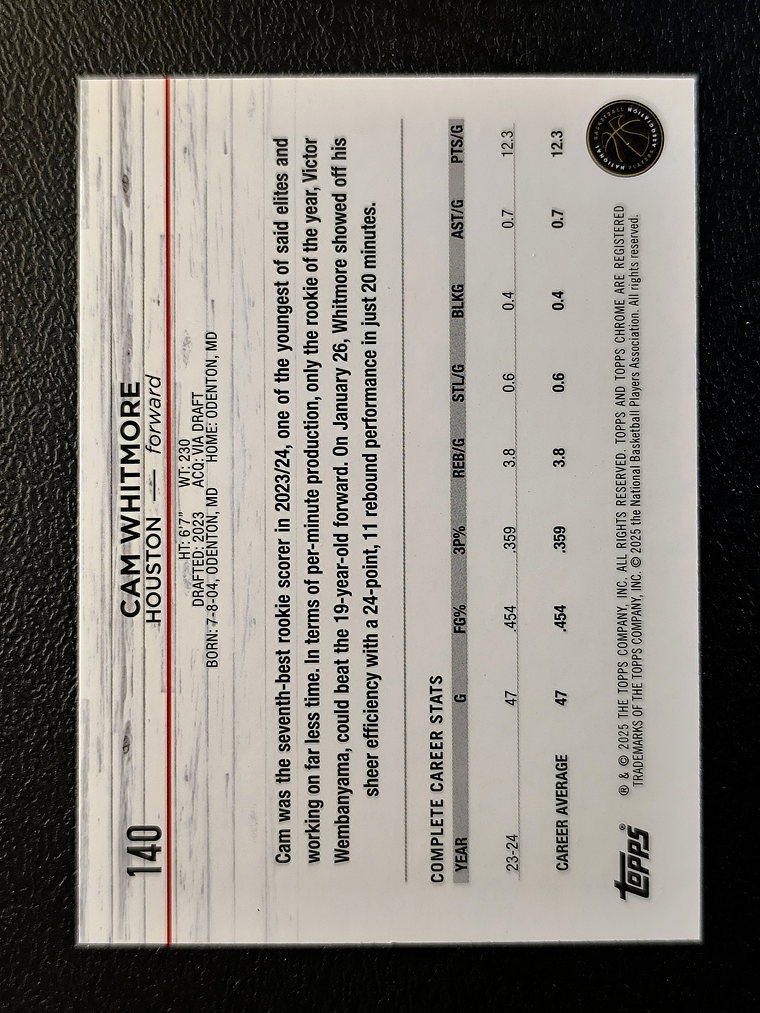 140
CAM WHITMORE
HOUSTON — forward
HT: 6'7" WT: 230
DRAFTED: 2023 ACQ: VIA DRAFT
BORN: 7-8-04, ODENTON, MD HOME: ODENTON, MD
Cam was the seventh-best rookie scorer in 2023/24, one of the youngest of said elites and
working on far less time. In terms of per-minute production, only the rookie of the year, Victor
Wembanyama, could beat the 19-year-old forward. On January 26, Whitmore showed off his
sheer efficiency with a 24-point, 11 rebound performance in just 20 minutes.
COMPLETE CAREER STATS
YEAR G FG% 3P% REB/G STL/G BLKG AST/G PTS/G
23-24 47 .454 .359 3.8 0.6 0.4 0.7 12.3
CAREER AVERAGE 47 .454 .359 3.8 0.6 0.4 0.7 12.3
topps®
® & © 2025 THE TOPPS COMPANY, INC. ALL RIGHTS RESERVED. TOPPS AND TOPPS CHROME ARE REGISTERED
TRADEMARKS OF THE TOPPS COMPANY, INC. © 2025 the National Basketball Players Association. All rights reserved.
NATIONAL BASKETBALL PLAYERS ASSOCIATION